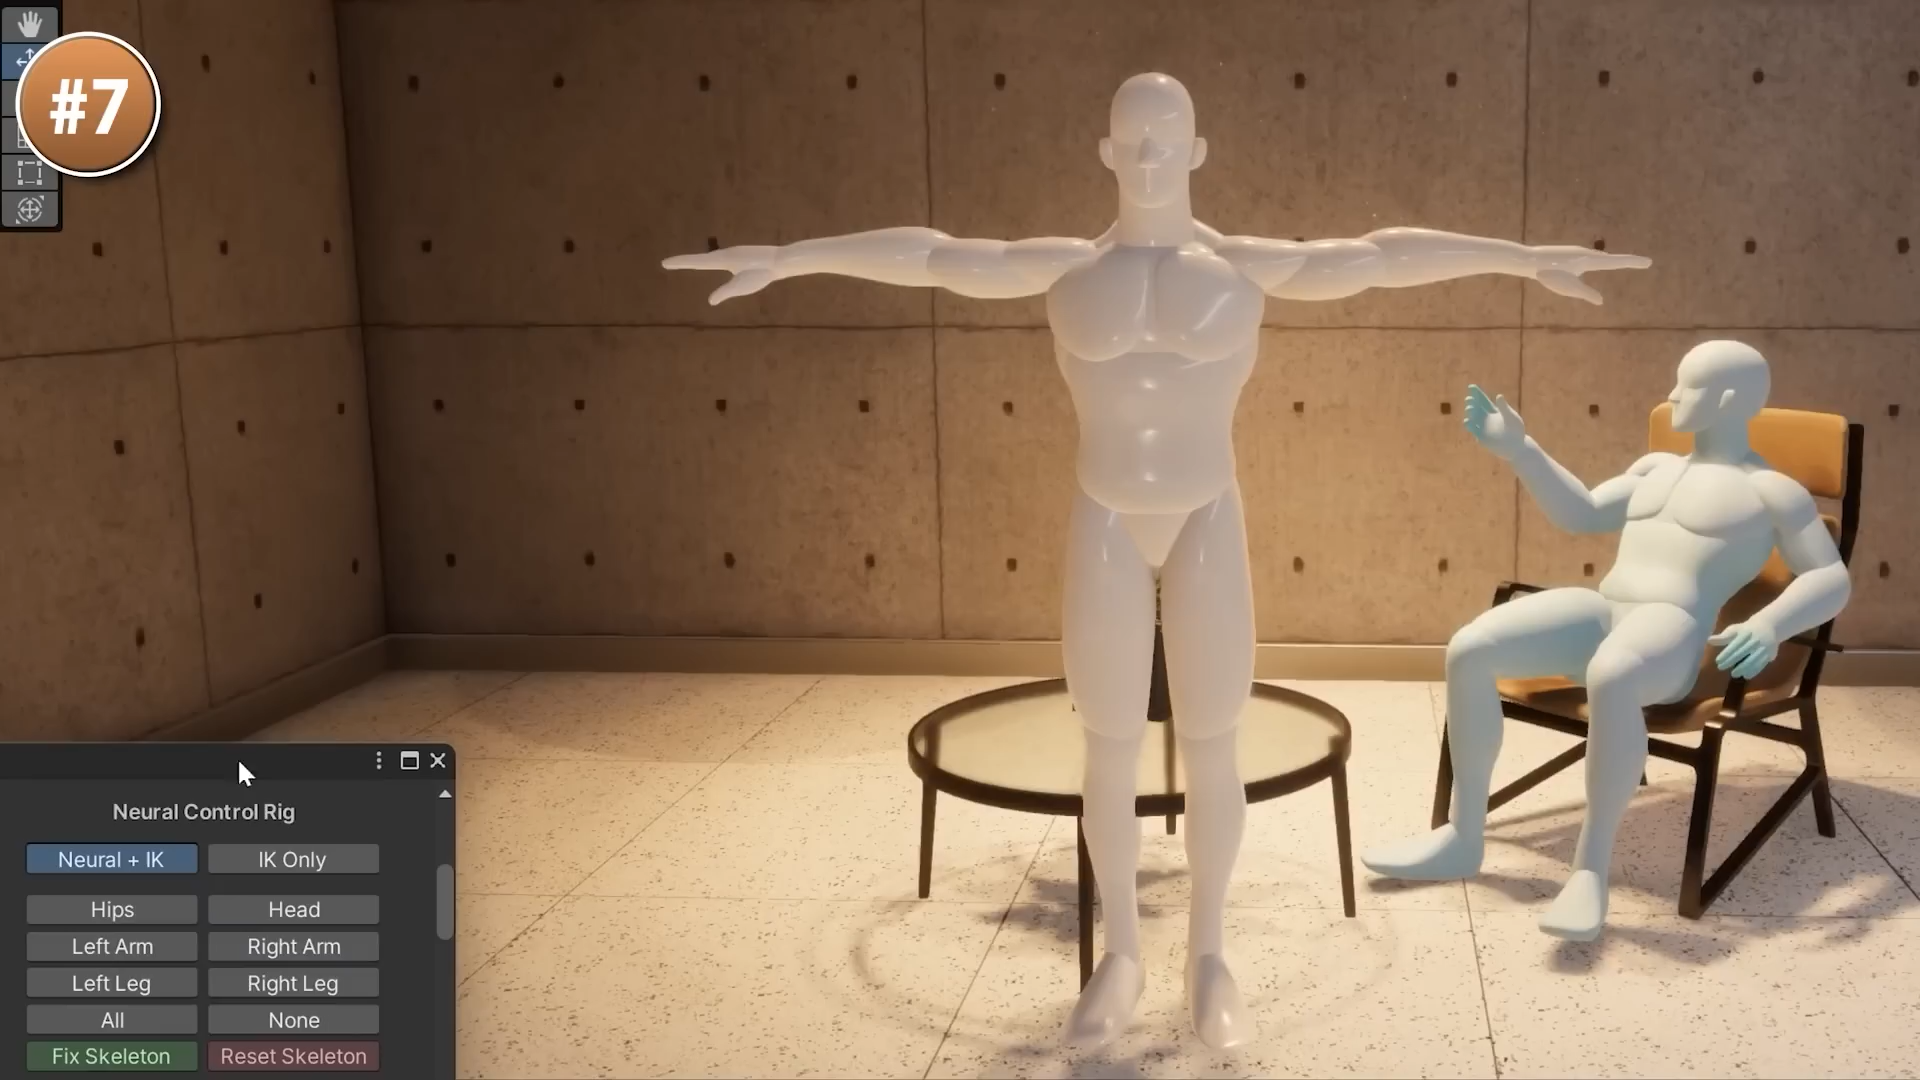 #7
Neural Control Rig
Neural + IK
IK Only
Hips
Head
Left Arm
Right Arm
Left Leg
Right Leg
All
None
Fix Skeleton
Reset Skeleton